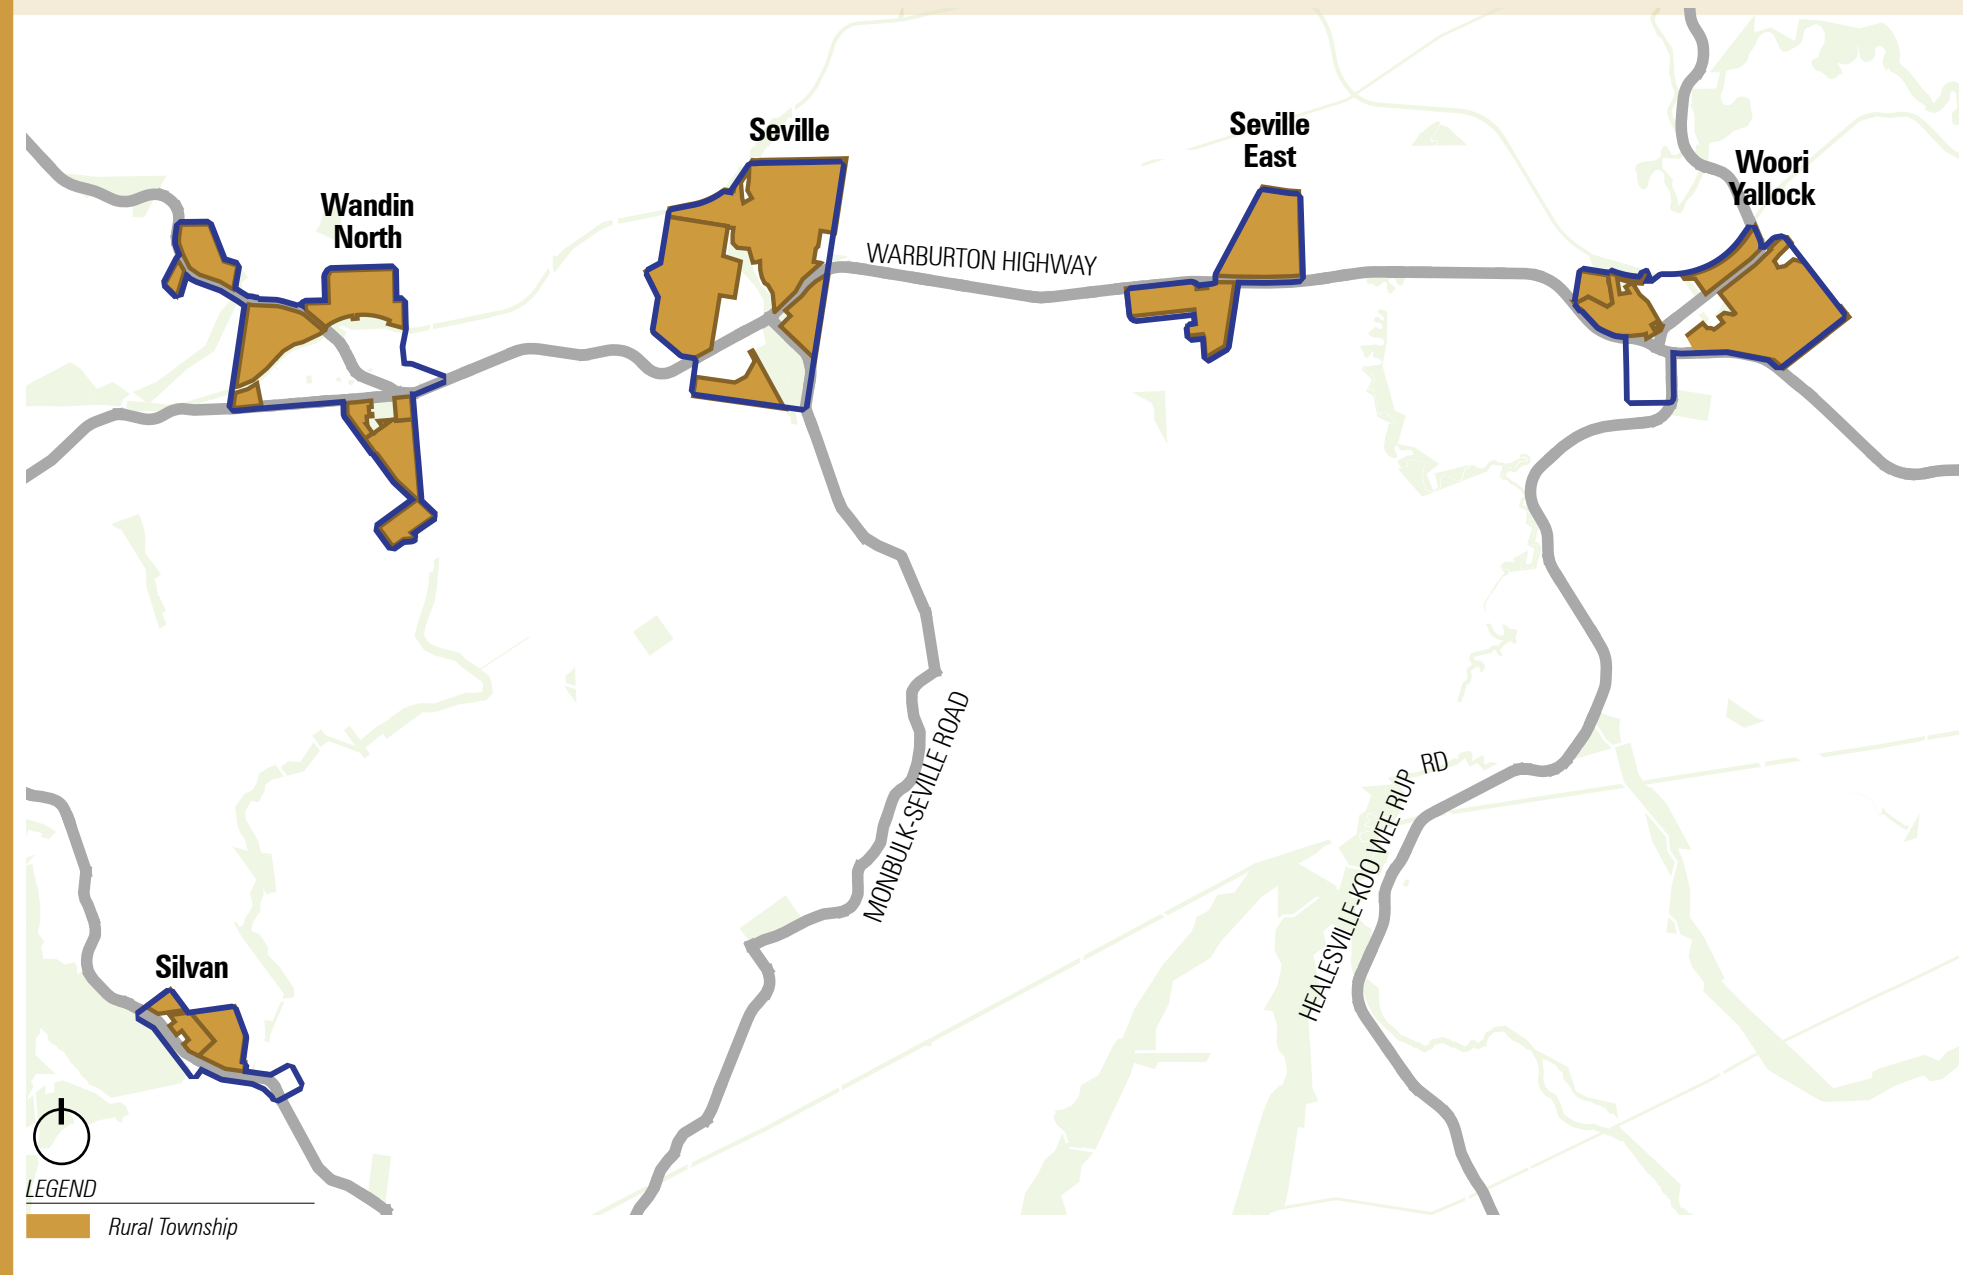 Seville
Seville
East
Woori
Yallock
Wandin
North
WARBURTON HIGHWAY
MONBULK-SEVILLE ROAD
HEALESVILLE-KOO WEE RUP RD
Silvan
LEGEND
Rural Township